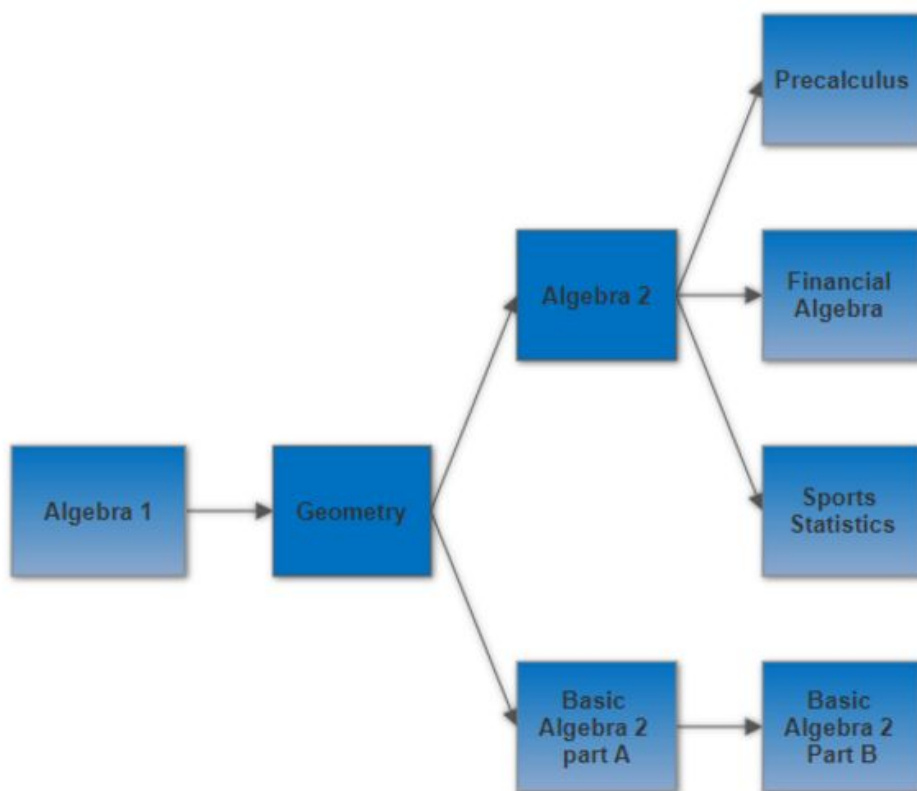 Precalculus
Algebra 2
Financial
Algebra
Algebra 1
Geometry
Sports
Statistics
Basic
Algebra 2
part A
Basic
Algebra 2
Part B